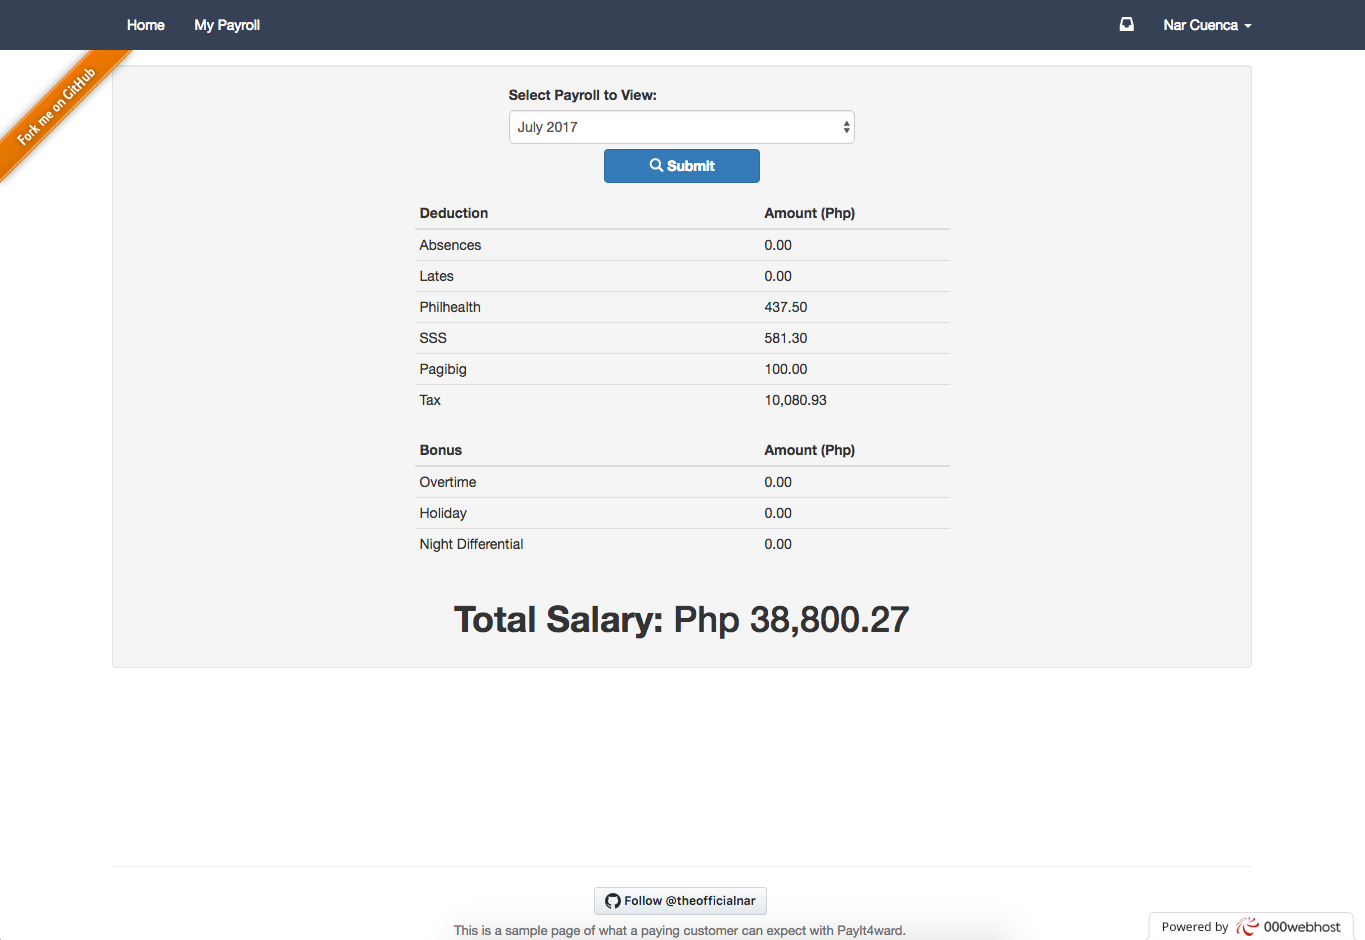 Home My Payroll Nar Cuenca
Fork me on GitHub
Select Payroll to View:
July 2017
Submit
Deduction Amount (Php)
Absences 0.00
Lates 0.00
Philhealth 437.50
SSS 581.30
Pagibig 100.00
Tax 10,080.93
Bonus Amount (Php)
Overtime 0.00
Holiday 0.00
Night Differential 0.00
Total Salary: Php 38,800.27
Follow @theofficialnar
This is a sample page of what a paying customer can expect with PayIt4ward.
Powered by 000webhost